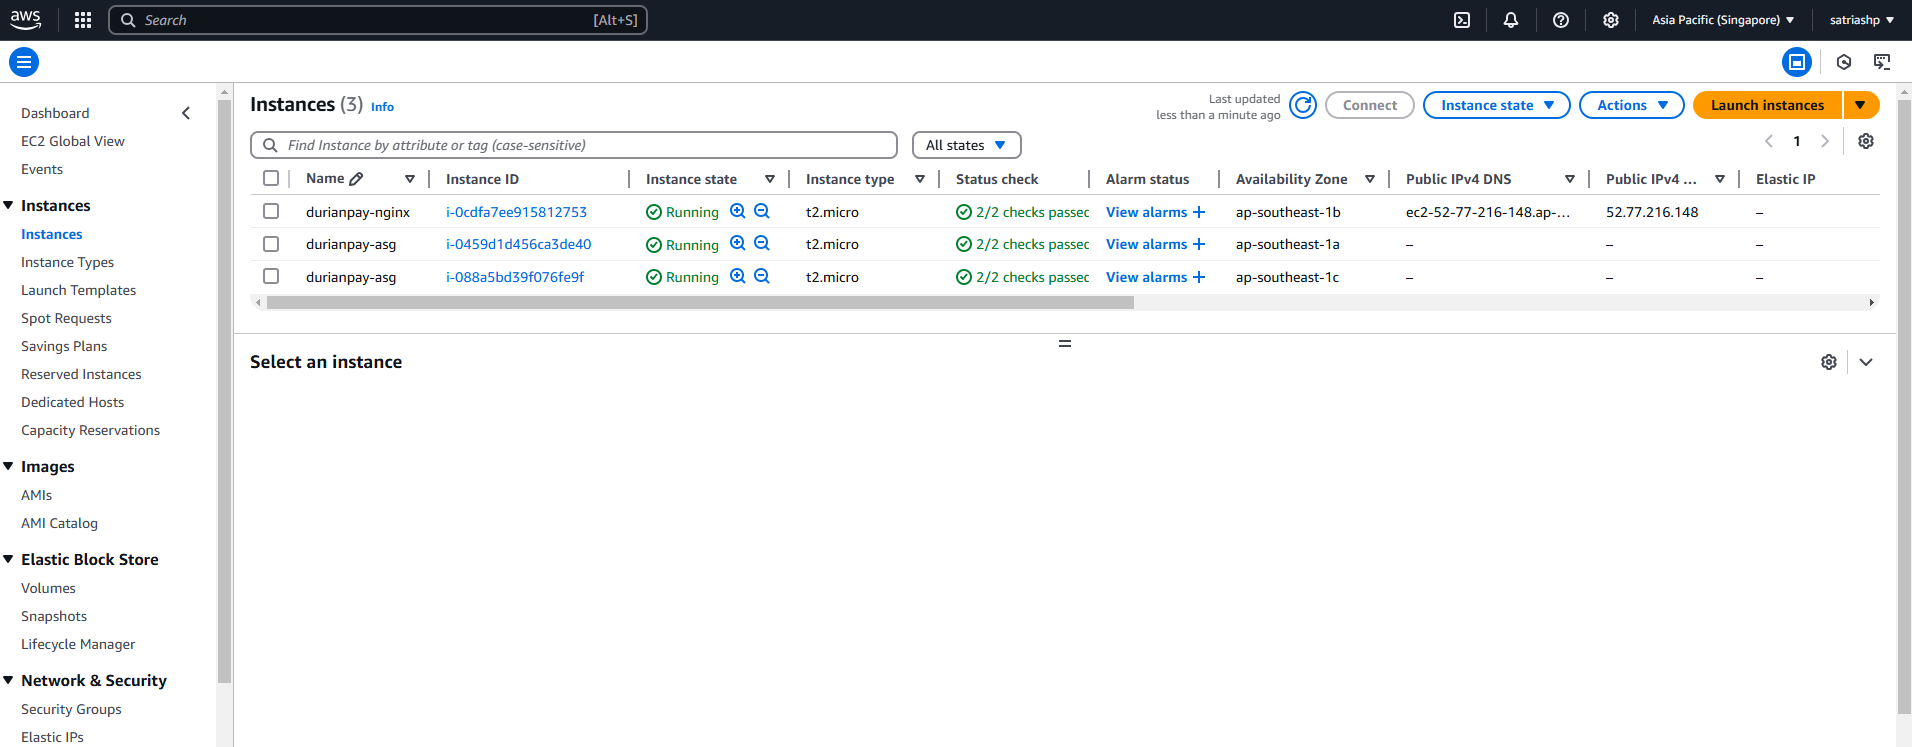 aws
Search [Alt+S]
Asia Pacific (Singapore)
satriashp
Dashboard
EC2 Global View
Events
Instances
Instances
Instance Types
Launch Templates
Spot Requests
Savings Plans
Reserved Instances
Dedicated Hosts
Capacity Reservations
Images
AMIs
AMI Catalog
Elastic Block Store
Volumes
Snapshots
Lifecycle Manager
Network & Security
Security Groups
Elastic IPs
Instances (3) Info
Last updated
less than a minute ago
Connect
Instance state
Actions
Launch instances
Find Instance by attribute or tag (case-sensitive)
All states
1
Name Instance ID Instance state Instance type Status check Alarm status Availability Zone Public IPv4 DNS Public IPv4 ... Elastic IP
durianpay-nginx i-0cdfa7ee915812753 Running t2.micro 2/2 checks passec View alarms + ap-southeast-1b ec2-52-77-216-148.ap-... 52.77.216.148 –
durianpay-asg i-0459d1d456ca3de40 Running t2.micro 2/2 checks passec View alarms + ap-southeast-1a – – –
durianpay-asg i-088a5bd39f076fe9f Running t2.micro 2/2 checks passec View alarms + ap-southeast-1c – – –
Select an instance